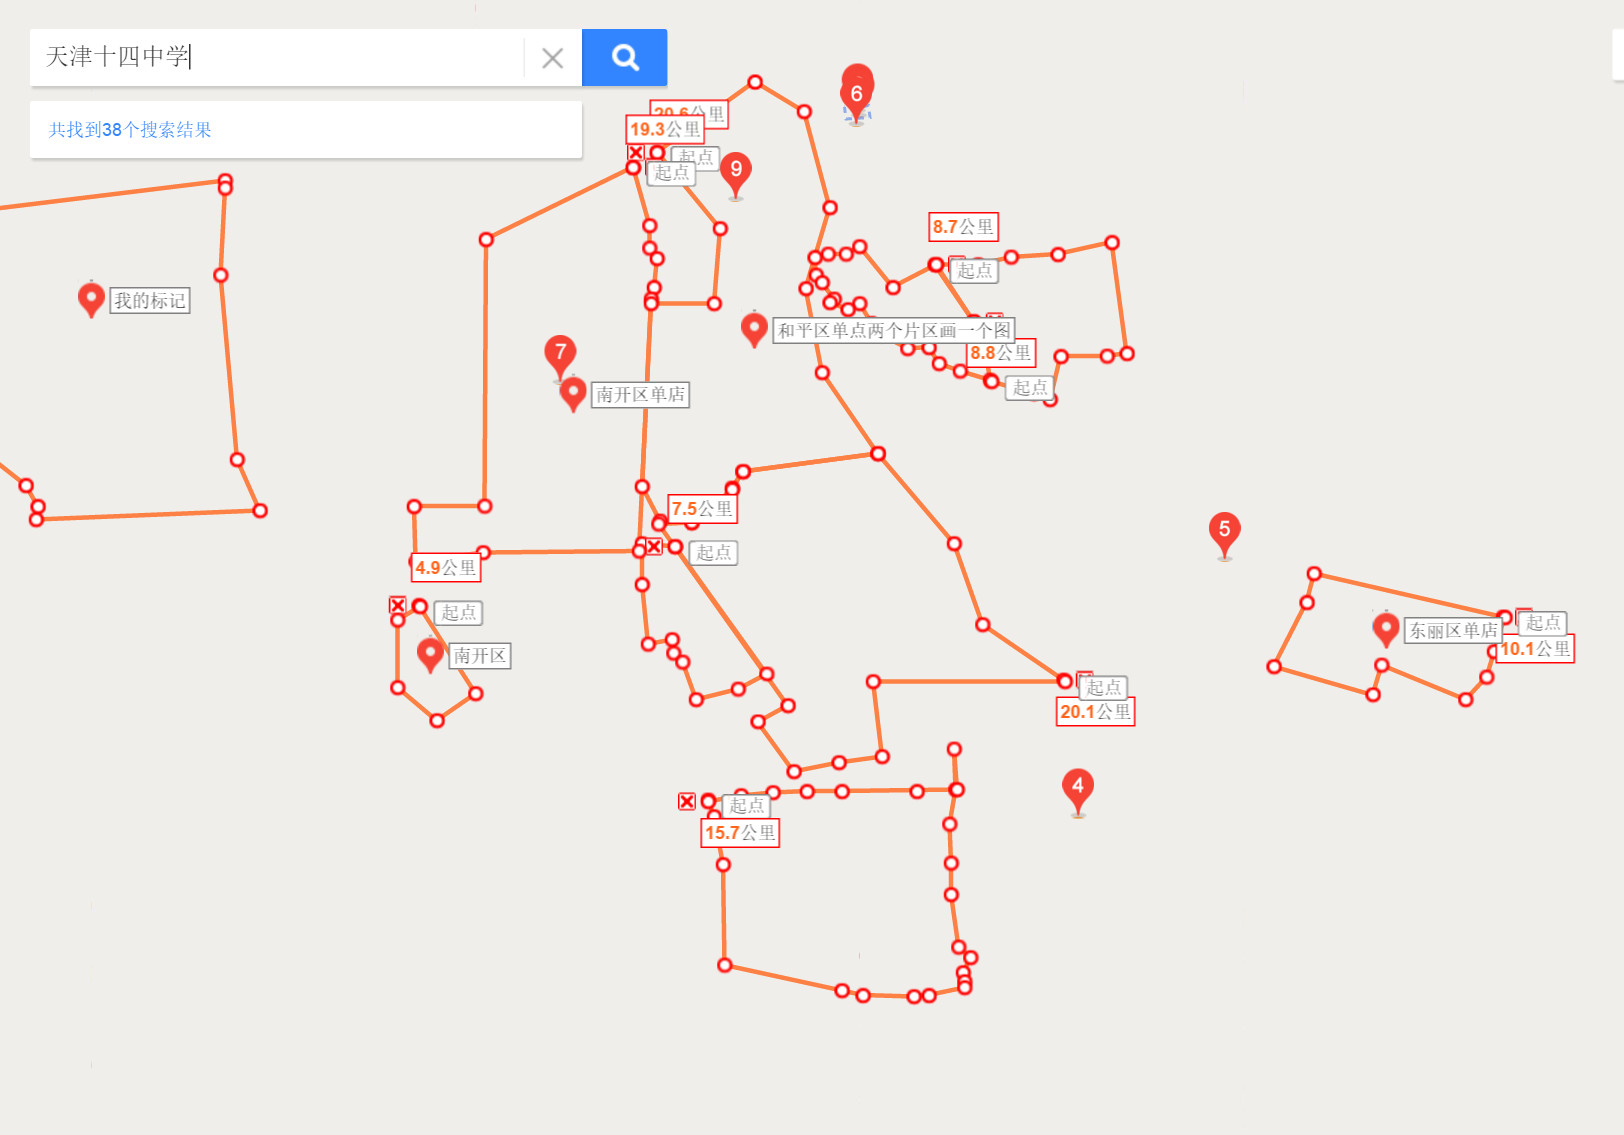 天津十四中学
共找到38个搜索结果
6
20.6公里
19.3公里
起点
起点
9
8.7公里
起点
我的标记
和平区单点两个片区画一个图
8.8公里
起点
7
南开区单店
7.5公里
起点
5
4.9公里
起点
南开区
东丽区单店
起点
10.1公里
起点
20.1公里
4
起点
15.7公里